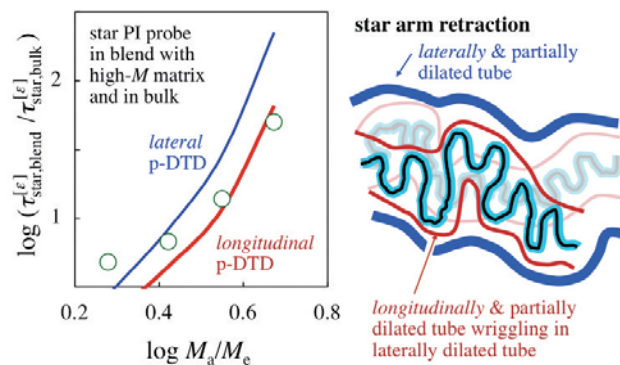 log (τ[ε]star,blend /τ[ε]star,bulk)
2
1
star PI probe
in blend with
high-M matrix
and in bulk
lateral
p-DTD
longitudinal
p-DTD
0.2
0.4
0.6
0.8
log Ma/Me
star arm retraction
laterally & partially
dilated tube
longitudinally & partially
dilated tube wriggling in
laterally dilated tube